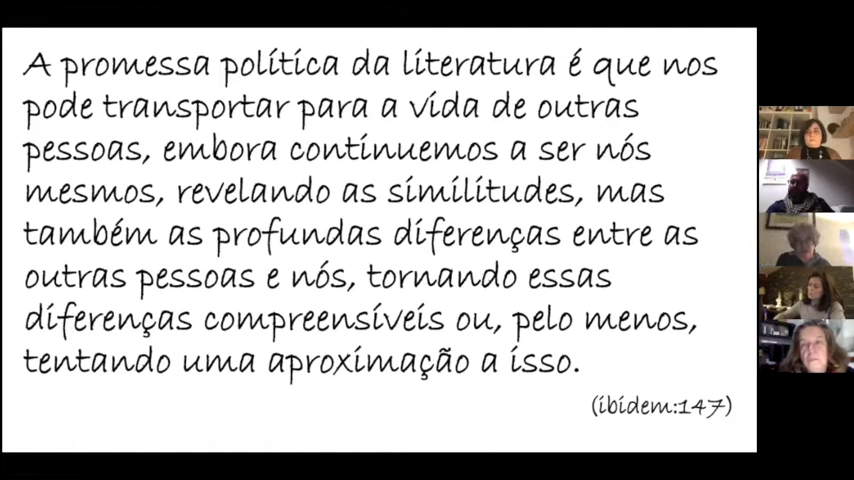 A promessa política da literatura é que nos
pode transportar para a vida de outras
pessoas, embora continuemos a ser nós
mesmos, revelando as similitudes, mas
também as profundas diferenças entre as
outras pessoas e nós, tornando essas
diferenças compreensíveis ou, pelo menos,
tentando uma aproximação a isso.
(ibidem:147)